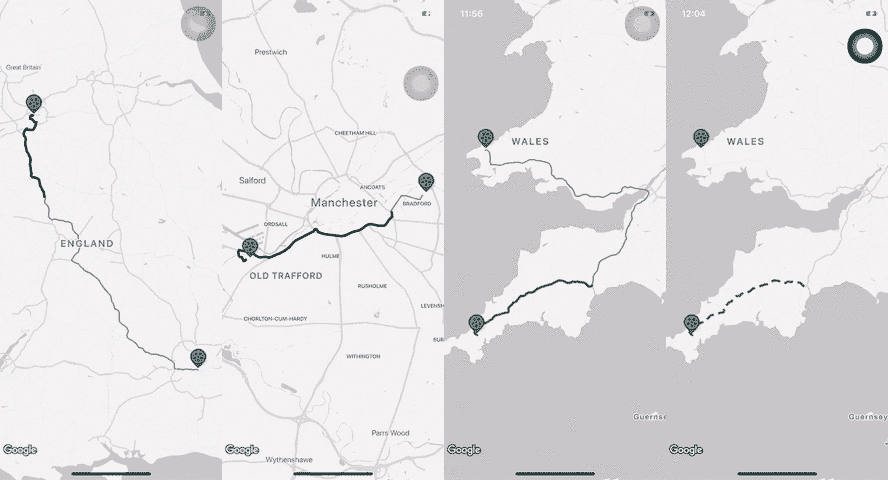 Great Britain
ENGLAND
Google
Prestwich
CHEETHAM HILL
Salford
ANCOATS
Manchester
BRADFORD
ORDSALL
HULME
OLD TRAFFORD
RUSHOLME
LEVENSH
CHORLTON-CUM-HARDY
WITHINGTON
Parrs Wood
Google
Wythenshawe
11:56
WALES
Guernse
Google
12:04
WALES
Guernsey
Google